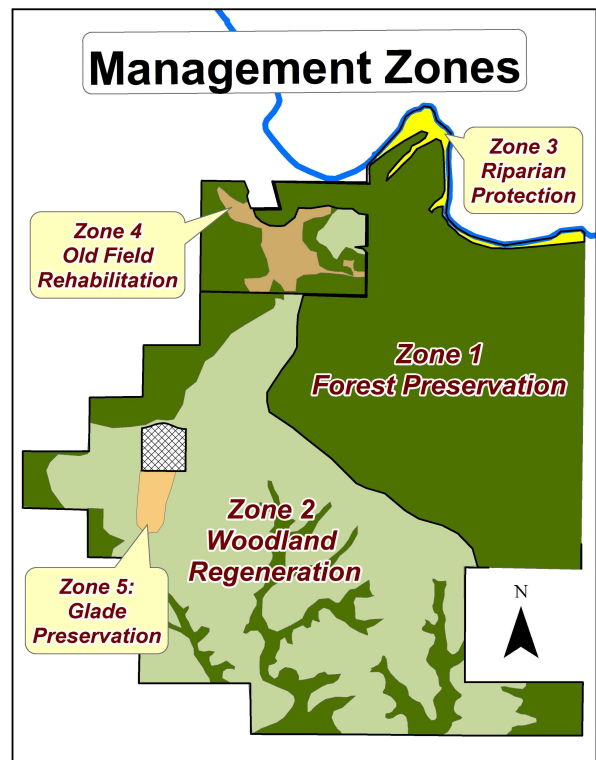 Management Zones
Zone 3
Riparian
Protection
Zone 4
Old Field
Rehabilitation
Zone 1
Forest Preservation
Zone 2
Woodland
Regeneration
Zone 5:
Glade
Preservation
N